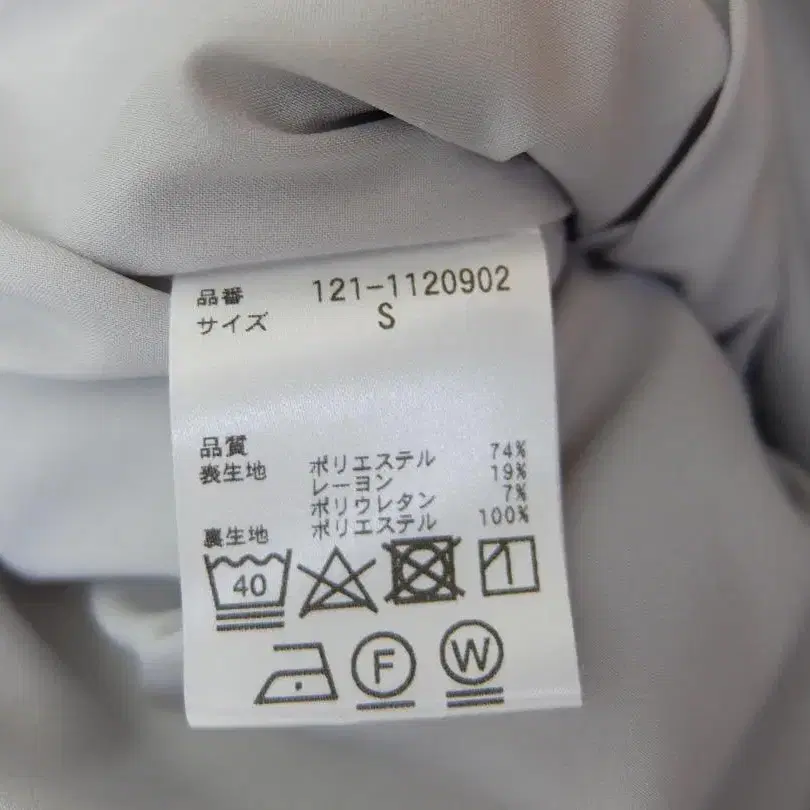 品番 121-1120902
サイズ S
品質
表生地 ポリエステル 74%
レーヨン 19%
ポリウレタン 7%
裏生地 ポリエステル 100%
40
F W